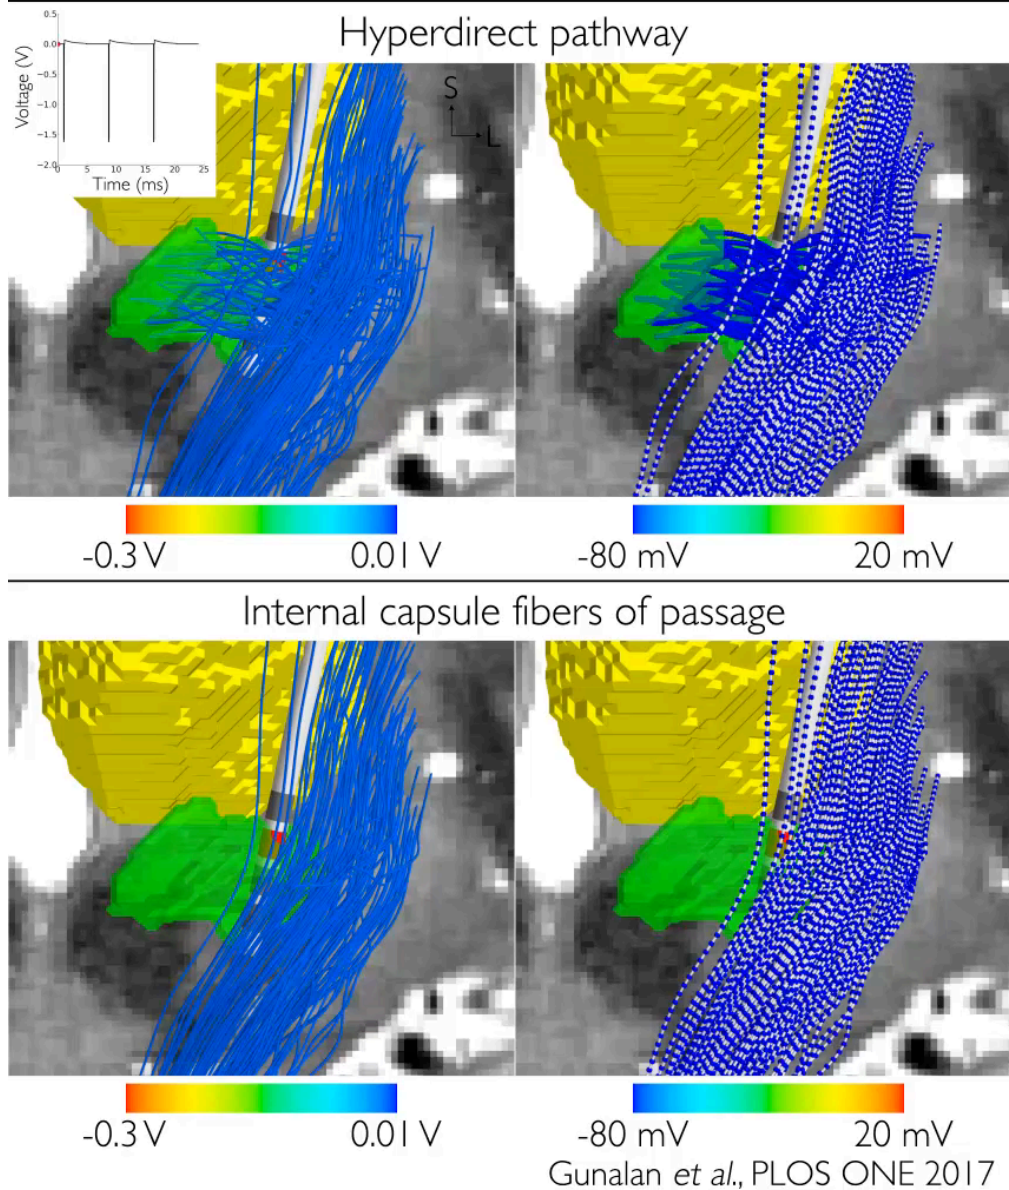 Hyperdirect pathway
Voltage (V)
0.5
0.0
−0.5
−1.0
−1.5
−2.0
0 5 10 15 20 25
Time (ms)
S
L
-0.3 V 0.01 V
-80 mV 20 mV
Internal capsule fibers of passage
-0.3 V 0.01 V
-80 mV 20 mV
Gunalan et al., PLOS ONE 2017